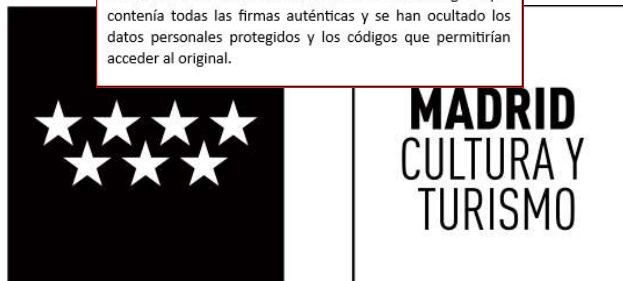 contenía todas las firmas auténticas y se han ocultado los
datos personales protegidos y los códigos que permitirían
acceder al original.
MADRID
CULTURA Y
TURISMO